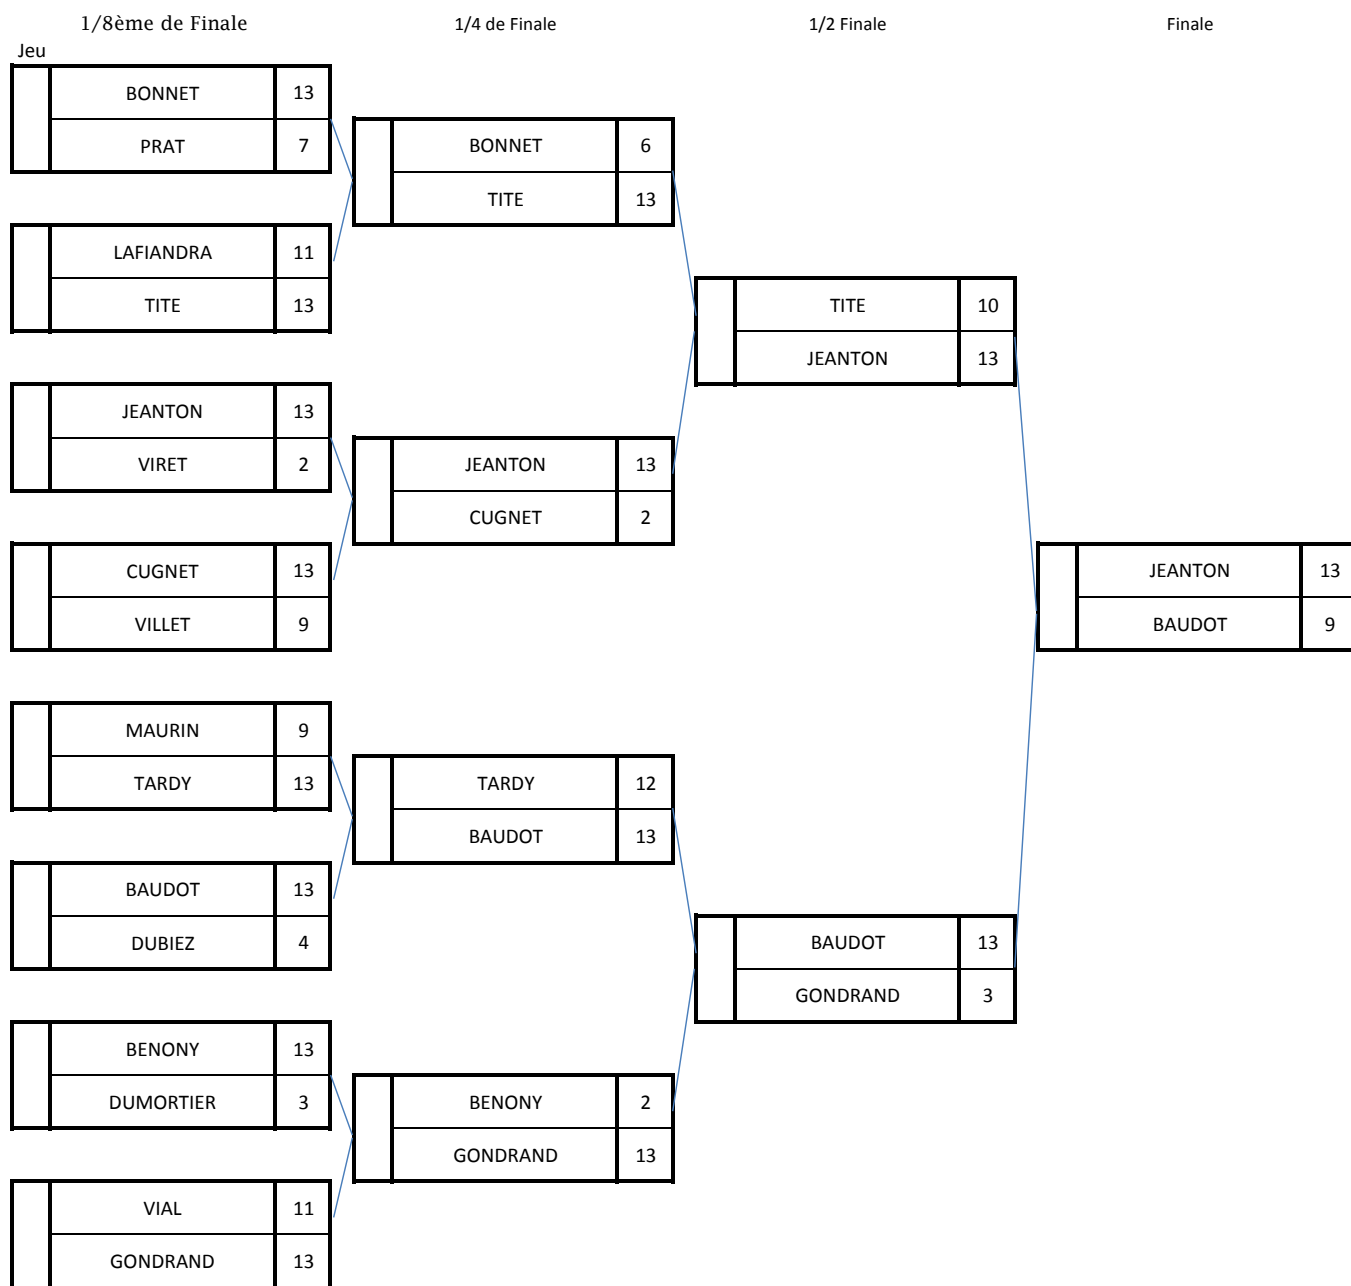 1/8ème de Finale
1/4 de Finale
1/2 Finale
Finale
Jeu
BONNET 13
PRAT 7
LAFIANDRA 11
TITE 13
JEANTON 13
VIRET 2
CUGNET 13
VILLET 9
MAURIN 9
TARDY 13
BAUDOT 13
DUBIEZ 4
BENONY 13
DUMORTIER 3
VIAL 11
GONDRAND 13
BONNET 6
TITE 13
JEANTON 13
CUGNET 2
TARDY 12
BAUDOT 13
BENONY 2
GONDRAND 13
TITE 10
JEANTON 13
BAUDOT 13
GONDRAND 3
JEANTON 13
BAUDOT 9